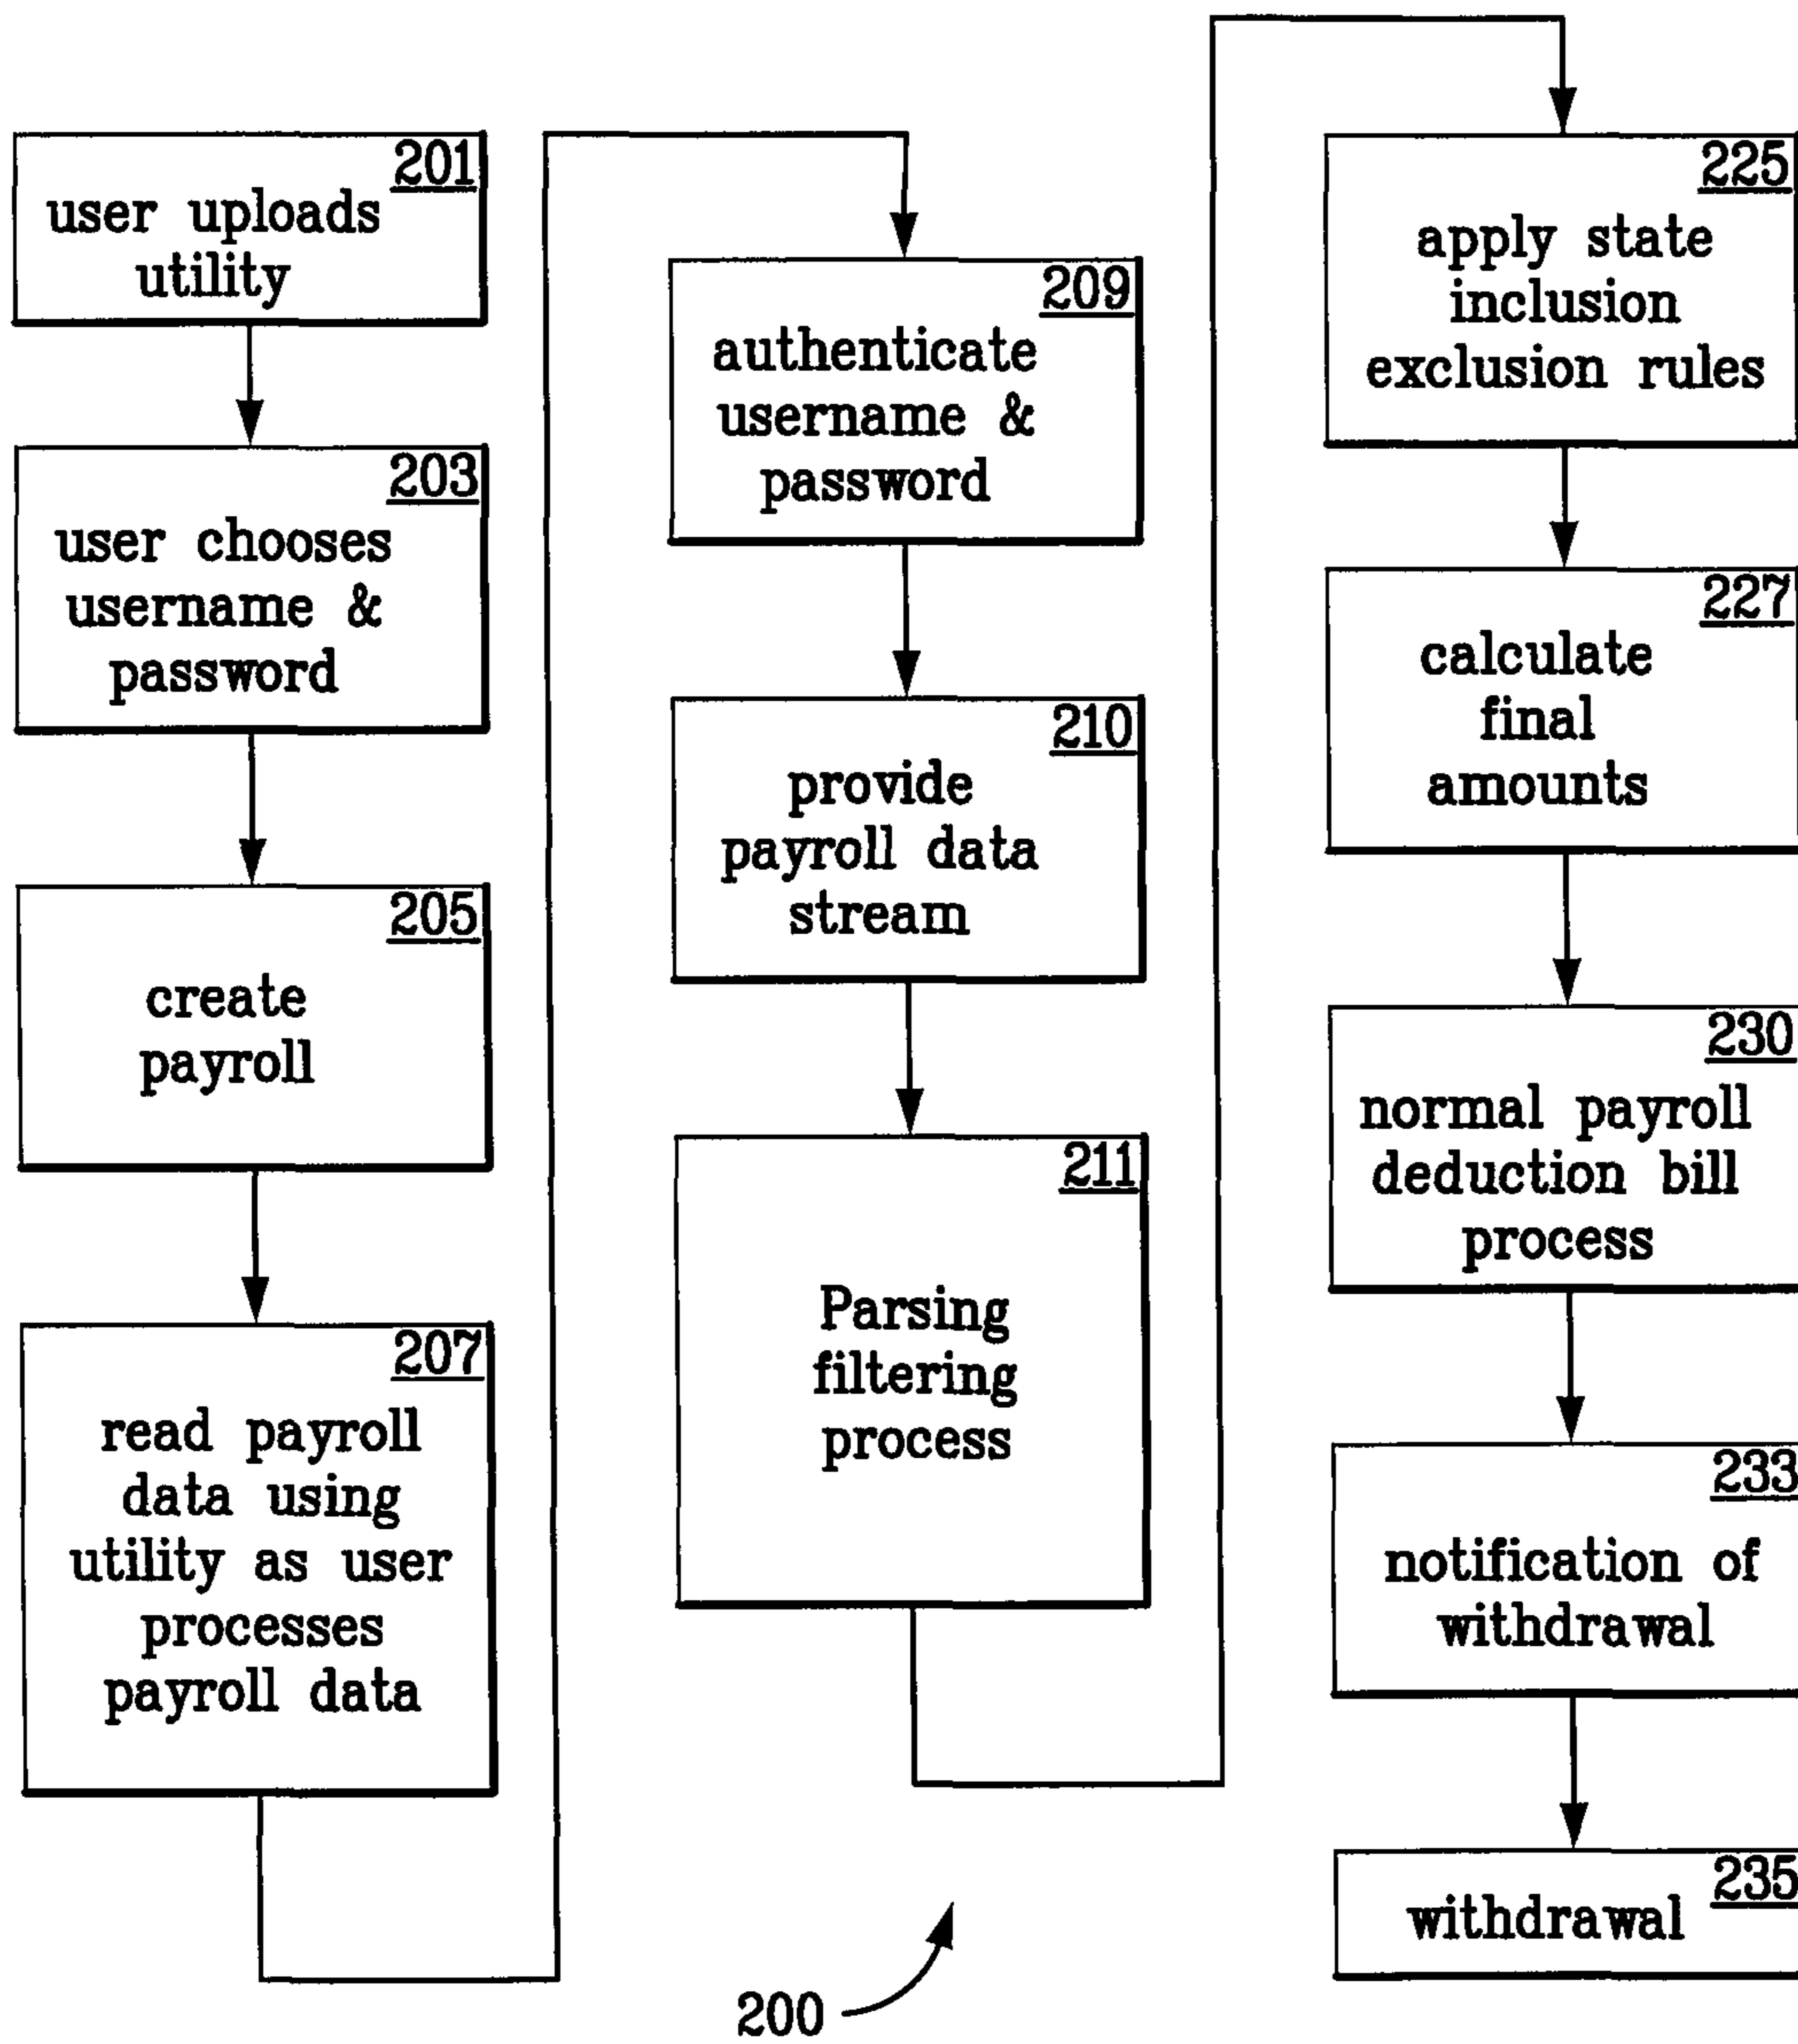 201
user uploads
utility
203
user chooses
username &
password
205
create
payroll
207
read payroll
data using
utility as user
processes
payroll data
209
authenticate
username &
password
210
provide
payroll data
stream
211
Parsing
filtering
process
225
apply state
inclusion
exclusion rules
227
calculate
final
amounts
230
normal payroll
deduction bill
process
233
notification of
withdrawal
235
withdrawal
200